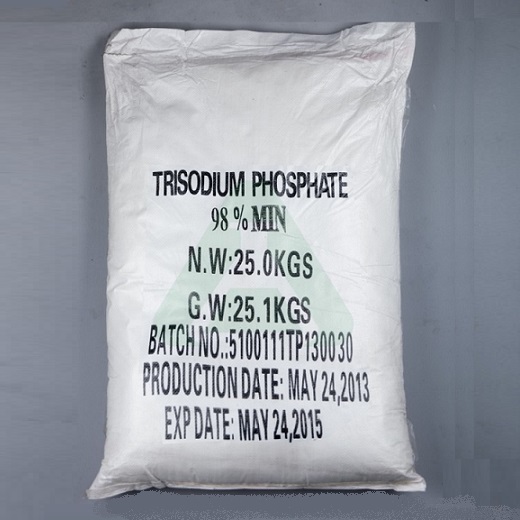 TRISODIUM PHOSPHATE
98 % MIN
N.W:25.0KGS
G.W:25.1KGS
BATCH NO.:5100111TP130030
PRODUCTION DATE: MAY 24,2013
EXP DATE: MAY 24,2015